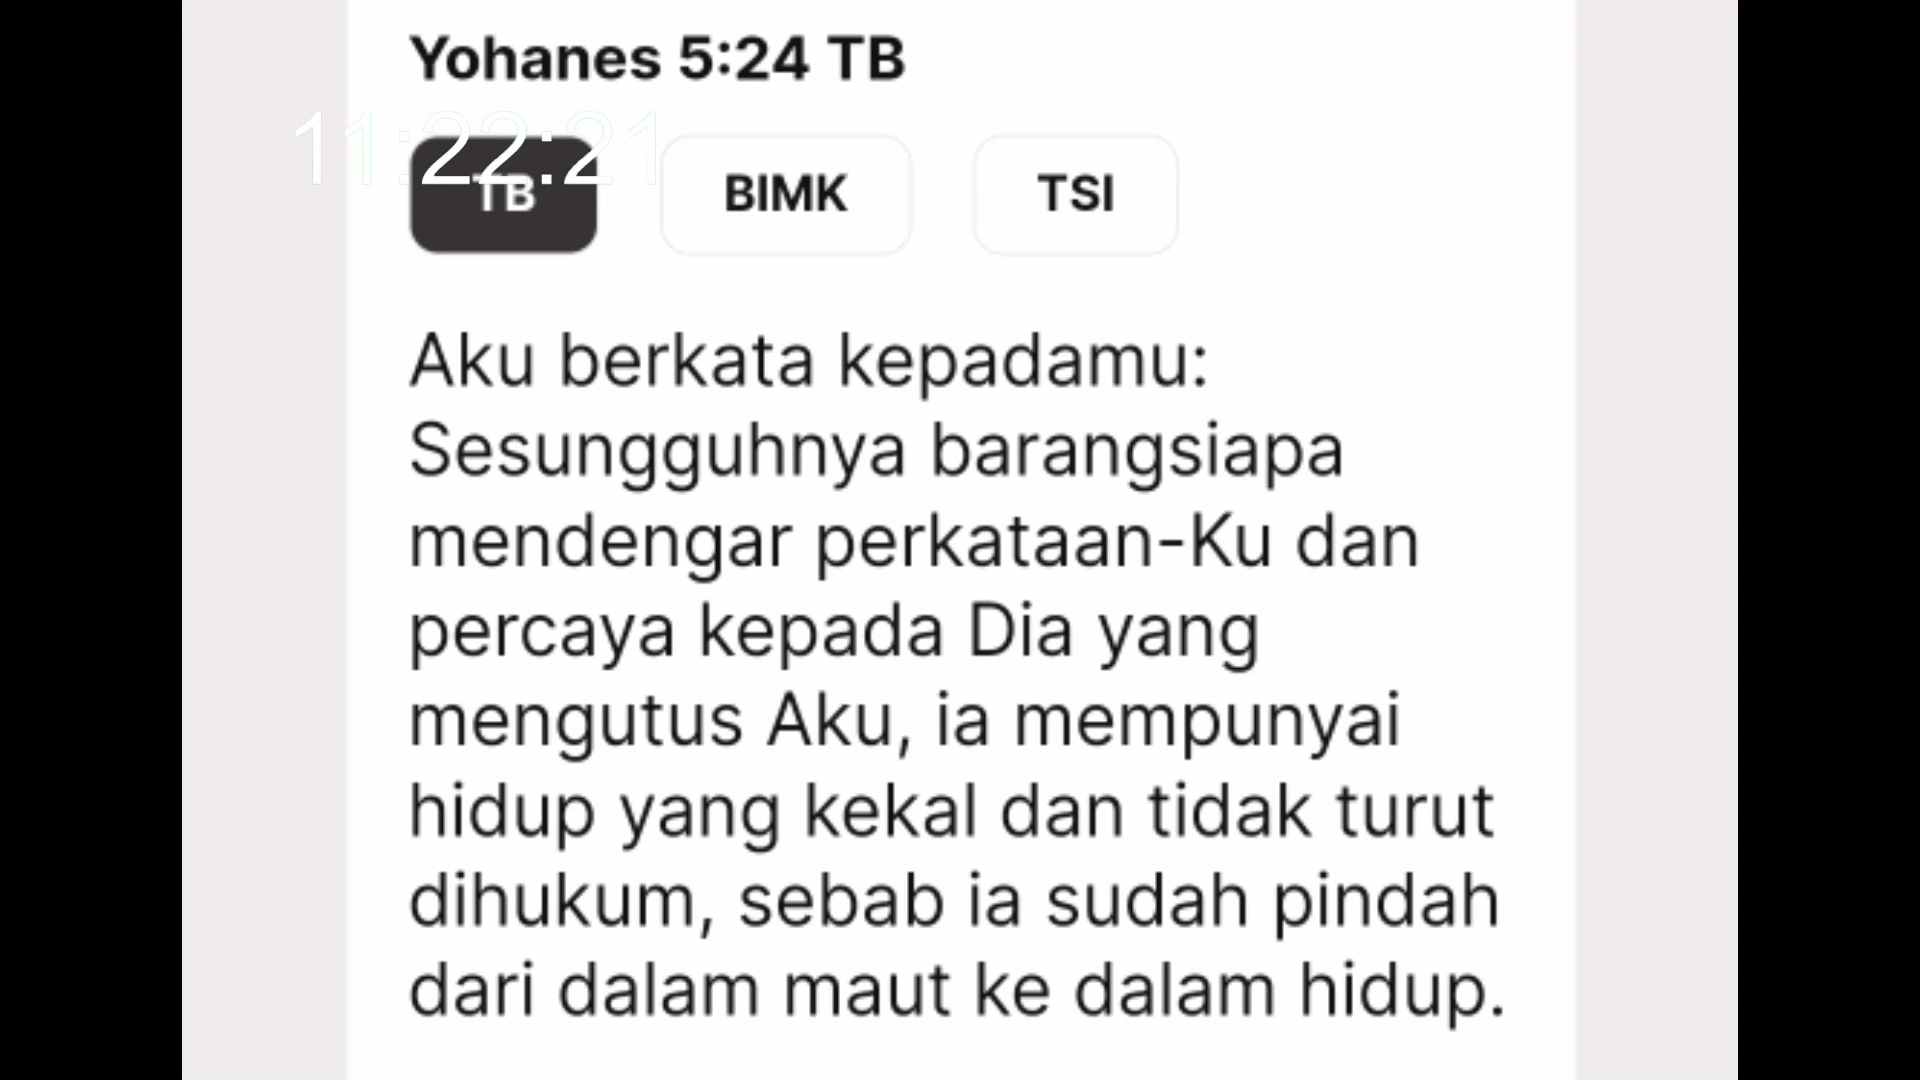 Yohanes 5:24 TB
11:22:21
TB
BIMK
TSI
Aku berkata kepadamu:
Sesungguhnya barangsiapa
mendengar perkataan-Ku dan
percaya kepada Dia yang
mengutus Aku, ia mempunyai
hidup yang kekal dan tidak turut
dihukum, sebab ia sudah pindah
dari dalam maut ke dalam hidup.